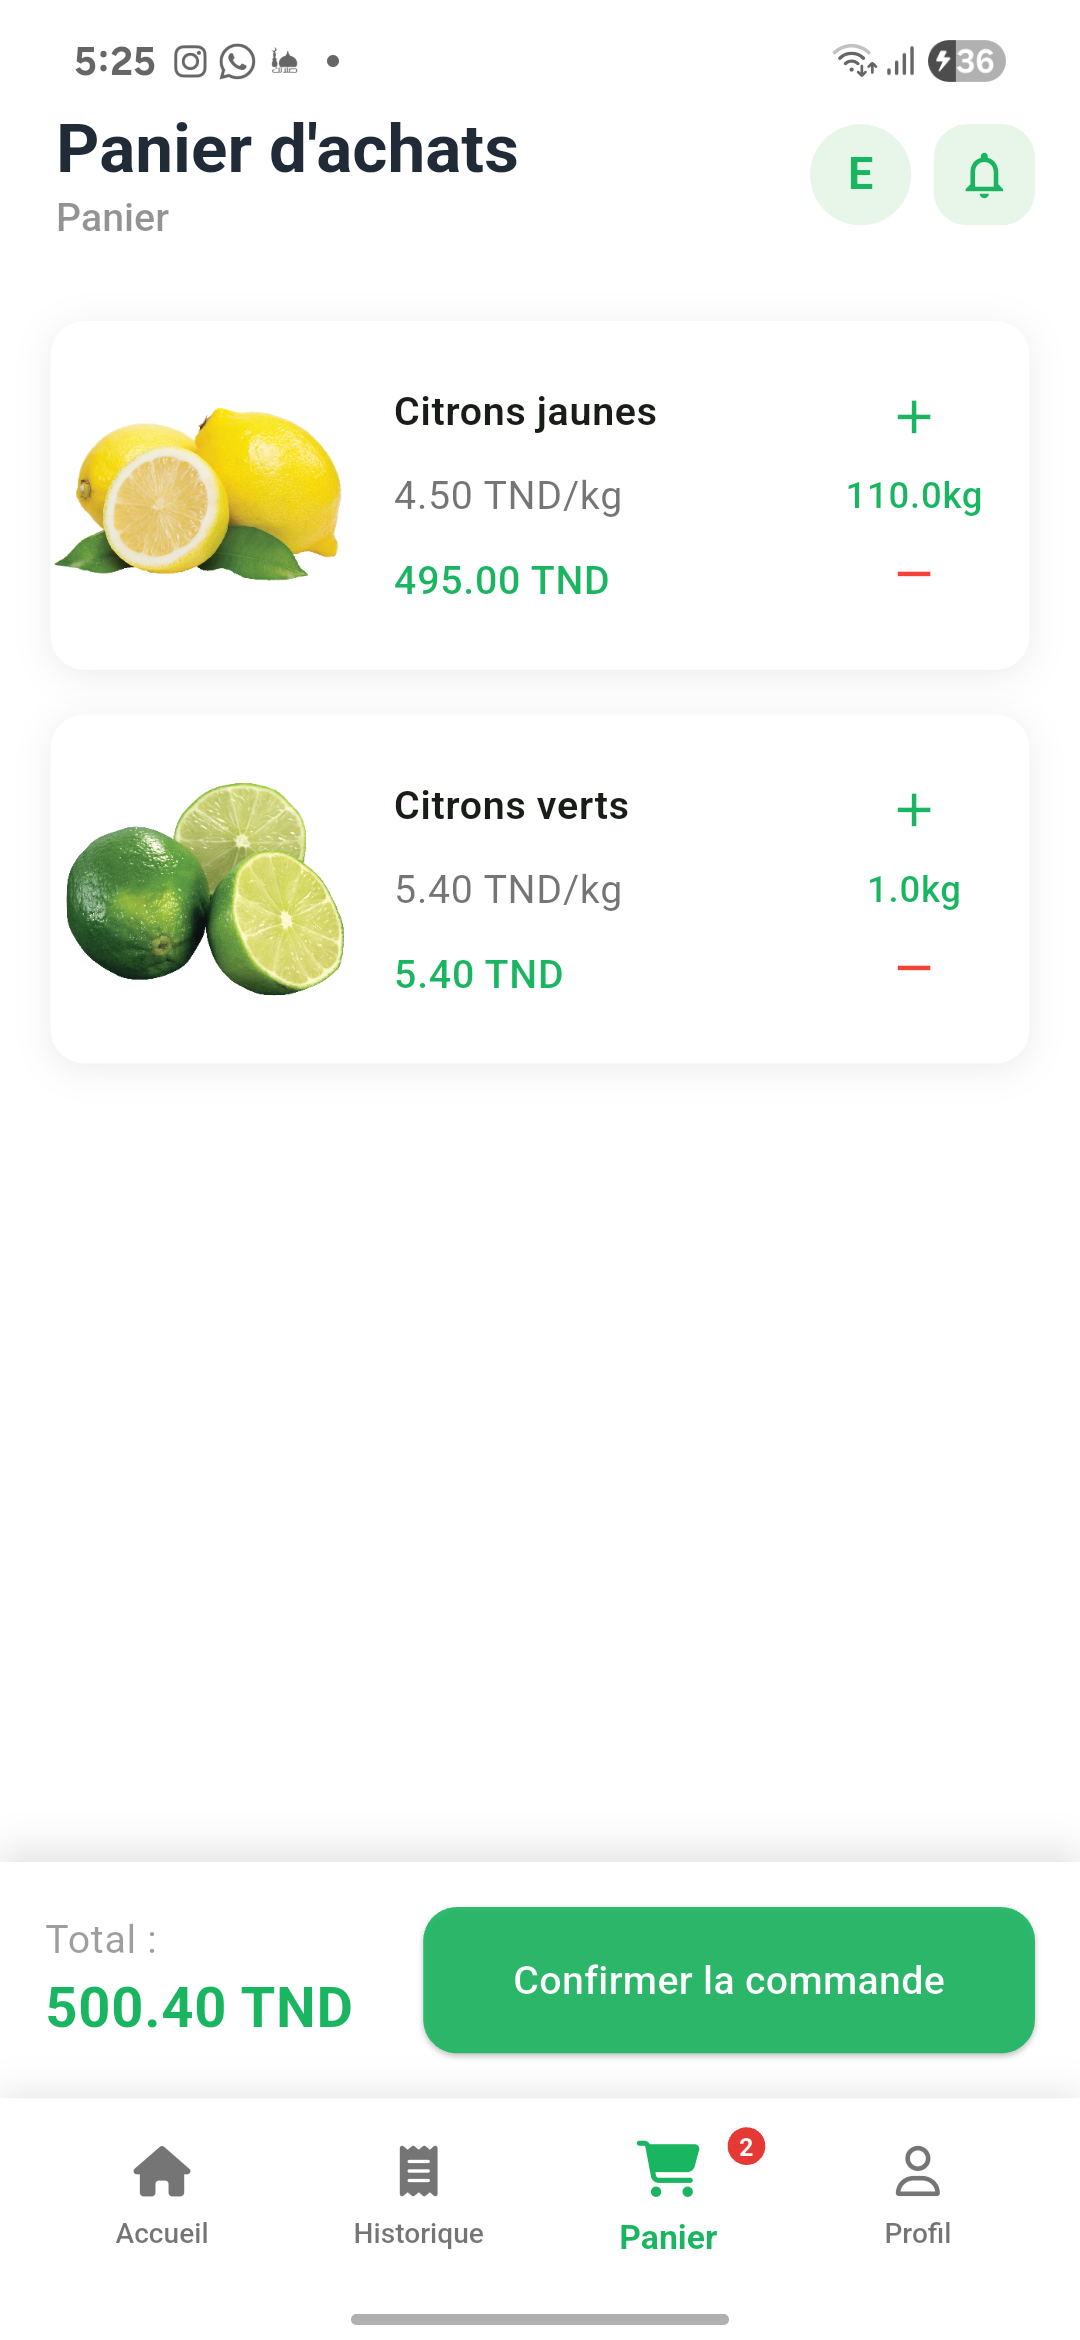 5:25
36
Panier d'achats
Panier
E
Citrons jaunes
4.50 TND/kg
110.0kg
495.00 TND
Citrons verts
5.40 TND/kg
1.0kg
5.40 TND
Total :
500.40 TND
Confirmer la commande
2
Accueil
Historique
Panier
Profil